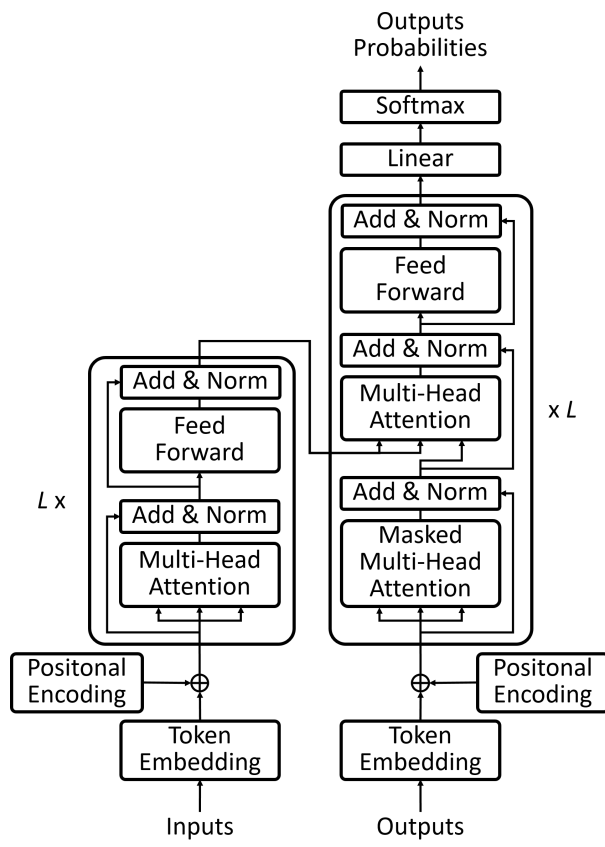 Outputs
Probabilities
Softmax
Linear
Add & Norm
Feed
Forward
Add & Norm
Multi-Head
Attention
x L
Add & Norm
Masked
Multi-Head
Attention
Positonal
Encoding
Token
Embedding
Outputs
Add & Norm
Feed
Forward
L x
Add & Norm
Multi-Head
Attention
Positonal
Encoding
Token
Embedding
Inputs